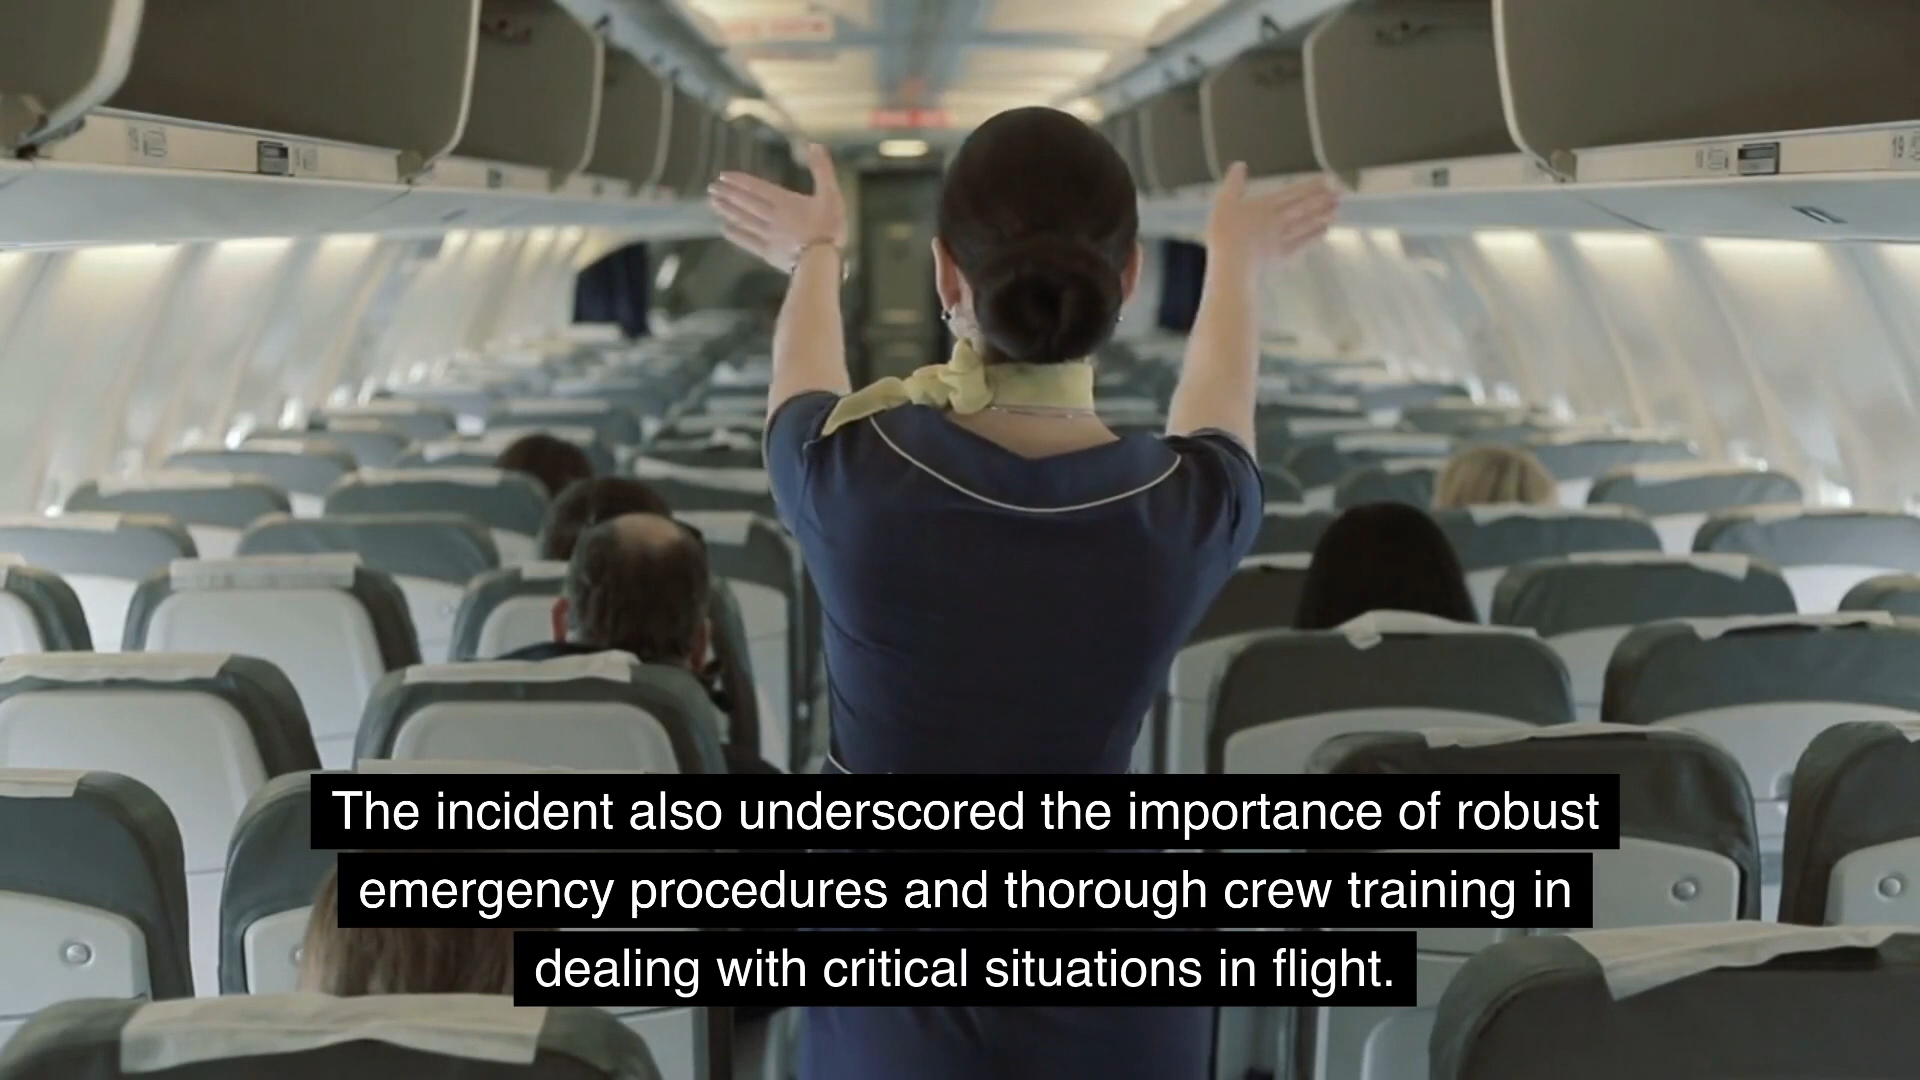 The incident also underscored the importance of robust
emergency procedures and thorough crew training in
dealing with critical situations in flight.